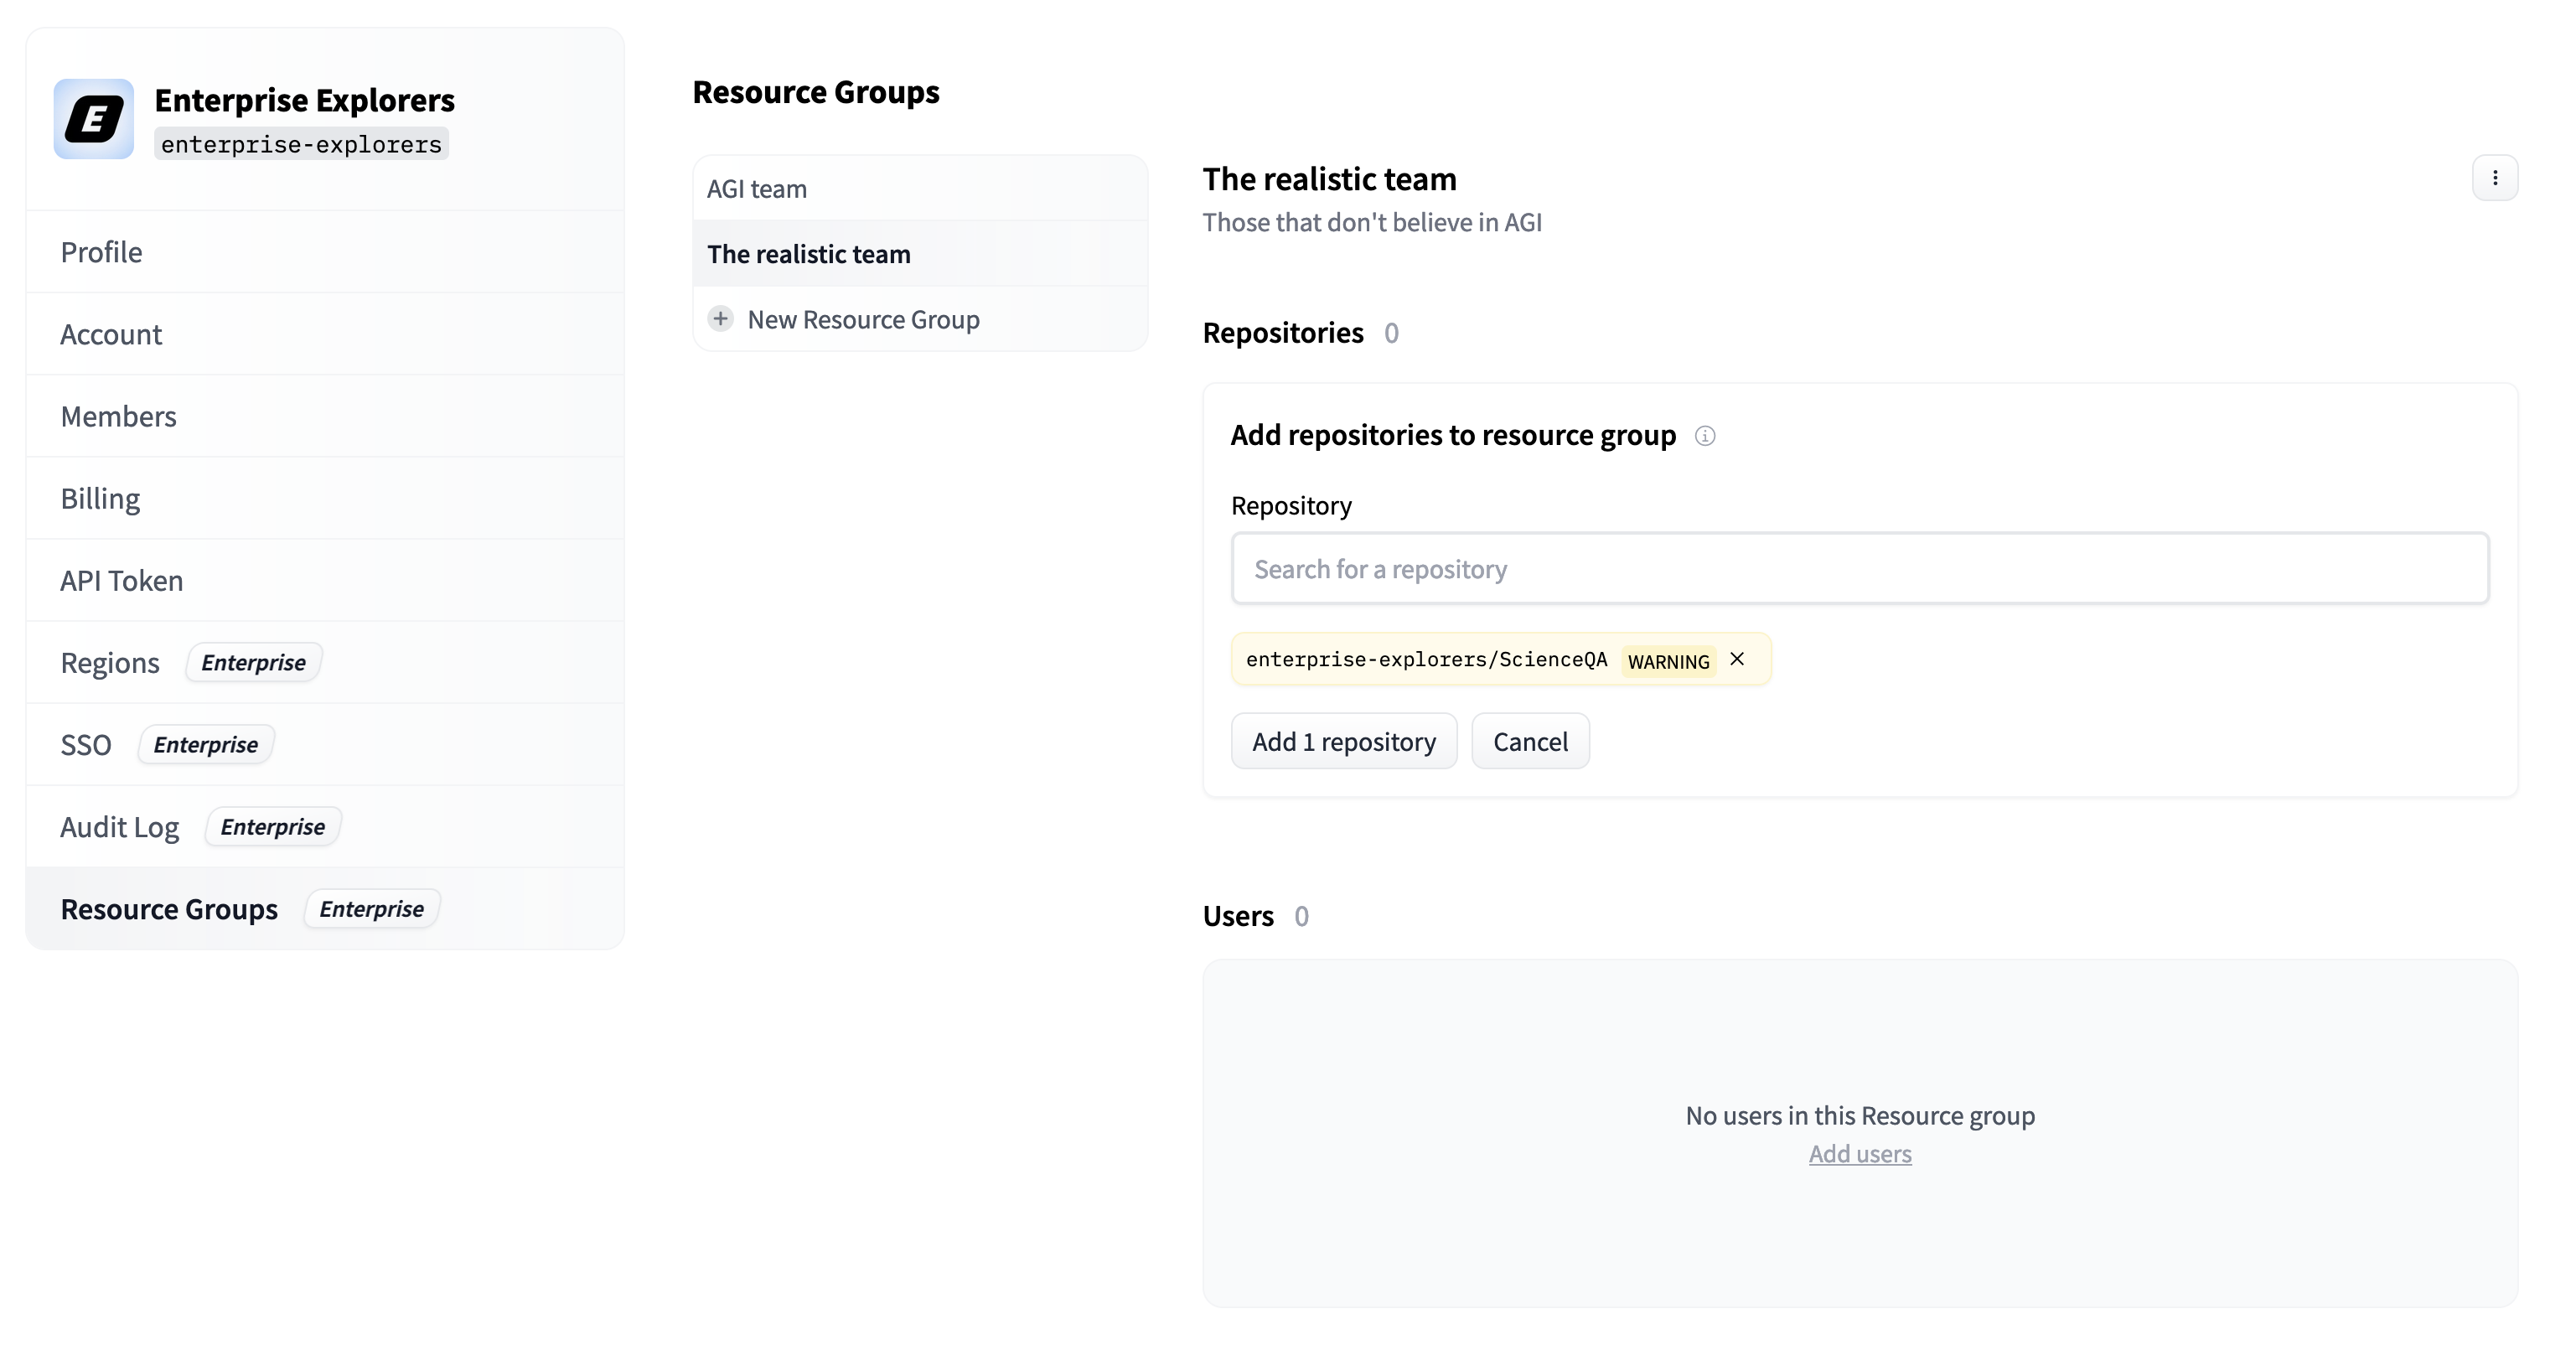 E
Enterprise Explorers
enterprise-explorers
Profile
Account
Members
Billing
API Token
Regions Enterprise
SSO Enterprise
Audit Log Enterprise
Resource Groups Enterprise
Resource Groups
AGI team
The realistic team
New Resource Group
The realistic team
Those that don't believe in AGI
Repositories 0
Add repositories to resource group
Repository
Search for a repository
enterprise-explorers/ScienceQA WARNING
Add 1 repository Cancel
Users 0
No users in this Resource group
Add users